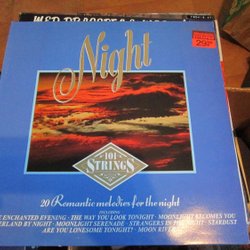 Night
101
STRINGS
20 Romantic melodies for the night
INCLUDING
ENCHANTED EVENING · THE WAY YOU LOOK TONIGHT · MOONLIGHT BECOMES YOU
BY NIGHT · MOONLIGHT SERENADE · STRANGERS IN THE NIGHT · STARDUST
ARE YOU LONESOME TONIGHT? · MOON RIVER